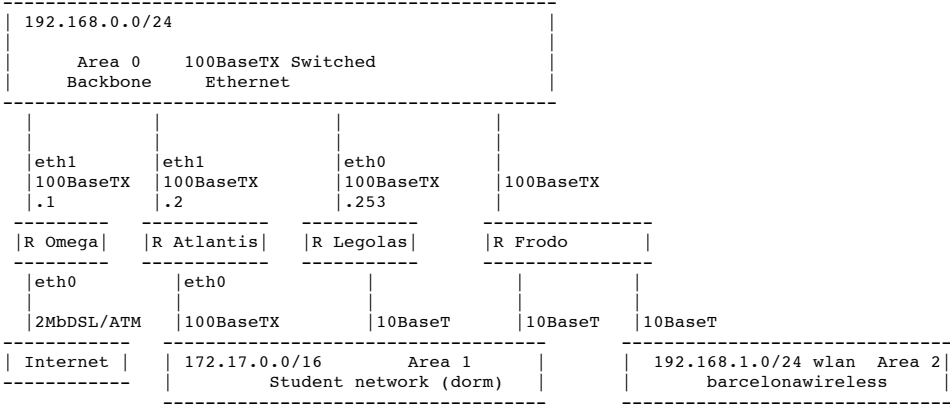 192.168.0.0/24
Area 0 100BaseTX Switched
Backbone Ethernet
eth1 eth1 eth0
100BaseTX 100BaseTX 100BaseTX 100BaseTX
.1 .2 .253
R Omega R Atlantis R Legolas R Frodo
eth0 eth0
2MbDSL/ATM 100BaseTX 10BaseT 10BaseT 10BaseT
Internet 172.17.0.0/16 Area 1 192.168.1.0/24 wlan Area 2
Student network (dorm) barcelonawireless